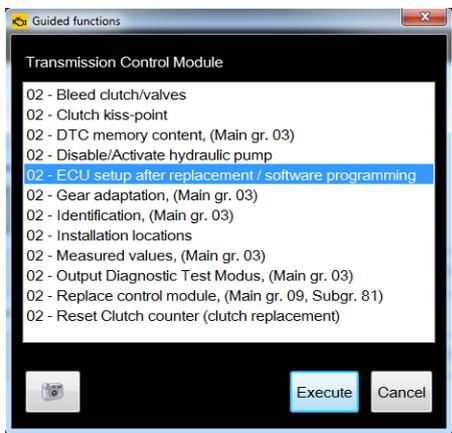 Guided functions
Transmission Control Module
02 - Bleed clutch/valves
02 - Clutch kiss-point
02 - DTC memory content, (Main gr. 03)
02 - Disable/Activate hydraulic pump
02 - ECU setup after replacement / software programming
02 - Gear adaptation, (Main gr. 03)
02 - Identification, (Main gr. 03)
02 - Installation locations
02 - Measured values, (Main gr. 03)
02 - Output Diagnostic Test Modus, (Main gr. 03)
02 - Replace control module, (Main gr. 09, Subgr. 81)
02 - Reset Clutch counter (clutch replacement)
Execute Cancel